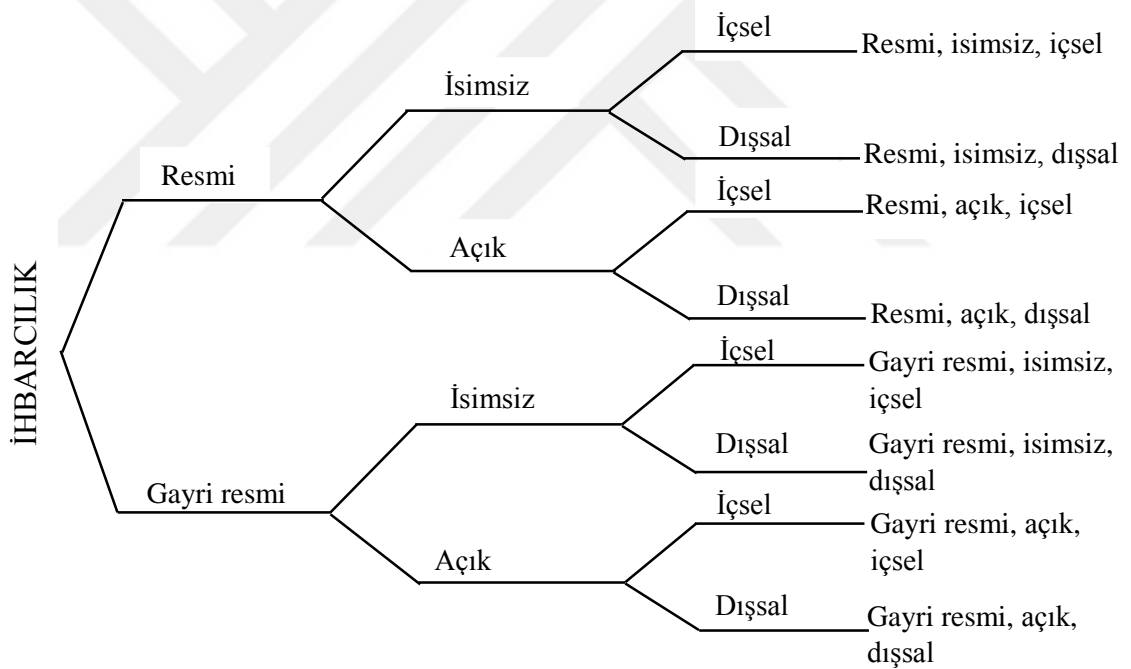 İHBARCILIK
Resmi
İsimsiz
İçsel
Resmi, isimsiz, içsel
Dışsal
Resmi, isimsiz, dışsal
Açık
İçsel
Resmi, açık, içsel
Dışsal
Resmi, açık, dışsal
Gayri resmi
İsimsiz
İçsel
Gayri resmi, isimsiz,
içsel
Dışsal
Gayri resmi, isimsiz,
dışsal
Açık
İçsel
Gayri resmi, açık,
içsel
Dışsal
Gayri resmi, açık,
dışsal